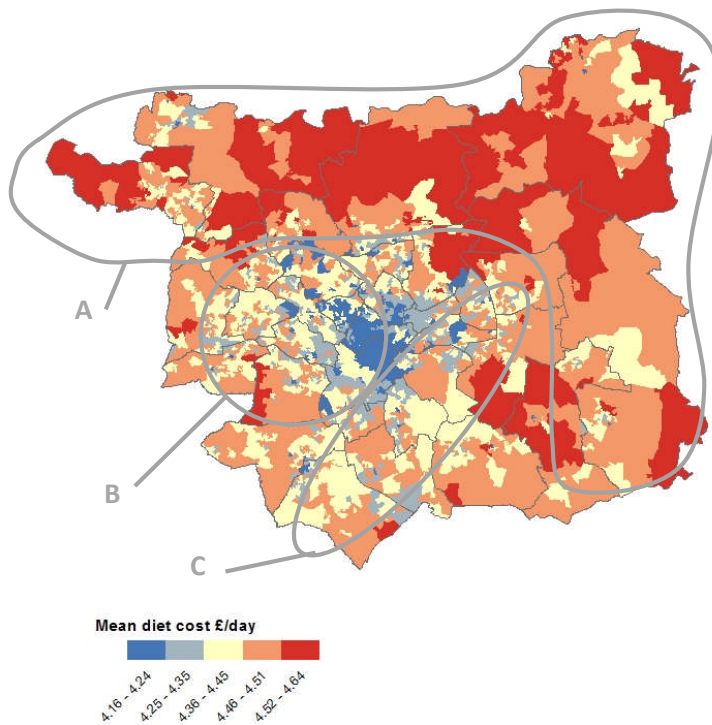 A
B
C
Mean diet cost £/day
4.16 - 4.24
4.25 - 4.35
4.36 - 4.45
4.46 - 4.51
4.52 - 4.64